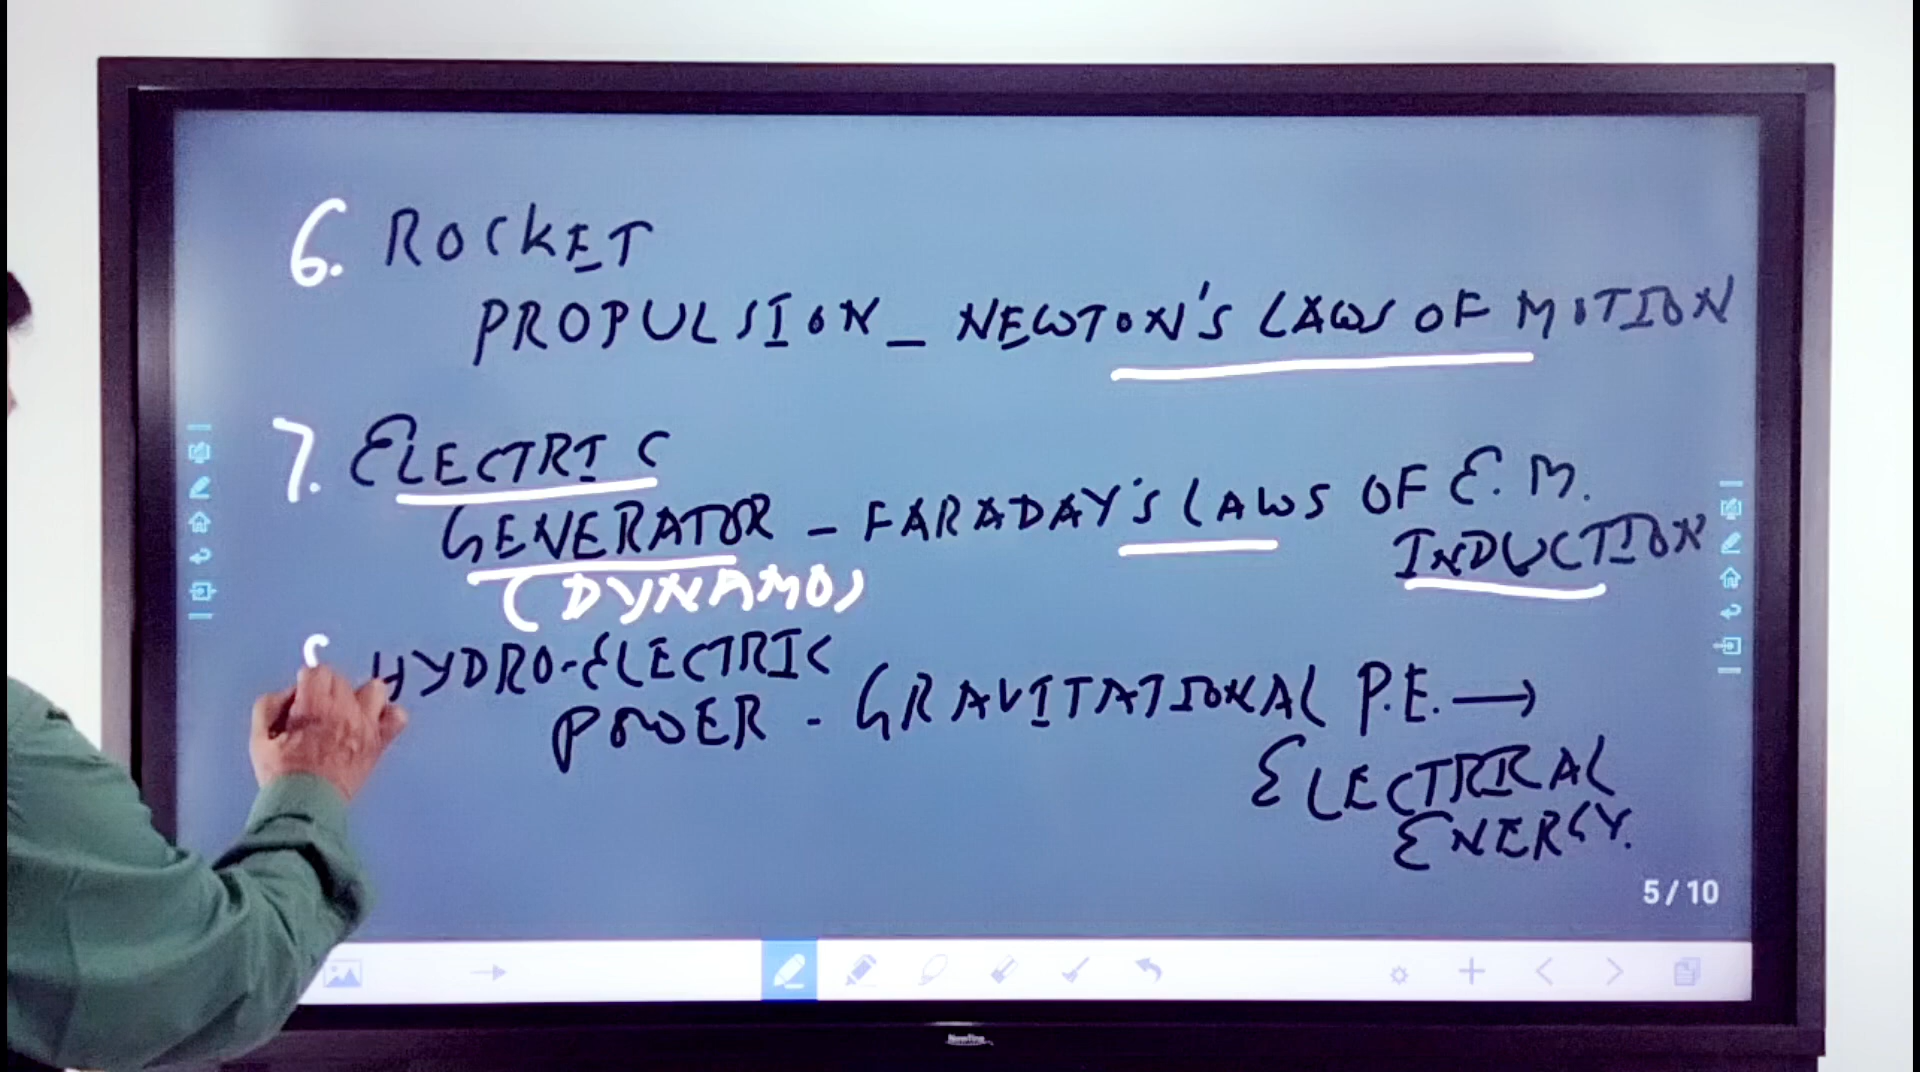 6. ROCKET
PROPULSION - NEWTON'S LAWS OF MOTION
7. ELECTRIC
GENERATOR - FARADAY'S LAWS OF E.M.
INDUCTION
(DYNAMO)
HYDRO-ELECTRIC
POWER - GRAVITATIONAL P.E. →
ELECTRICAL
ENERGY.
5/10